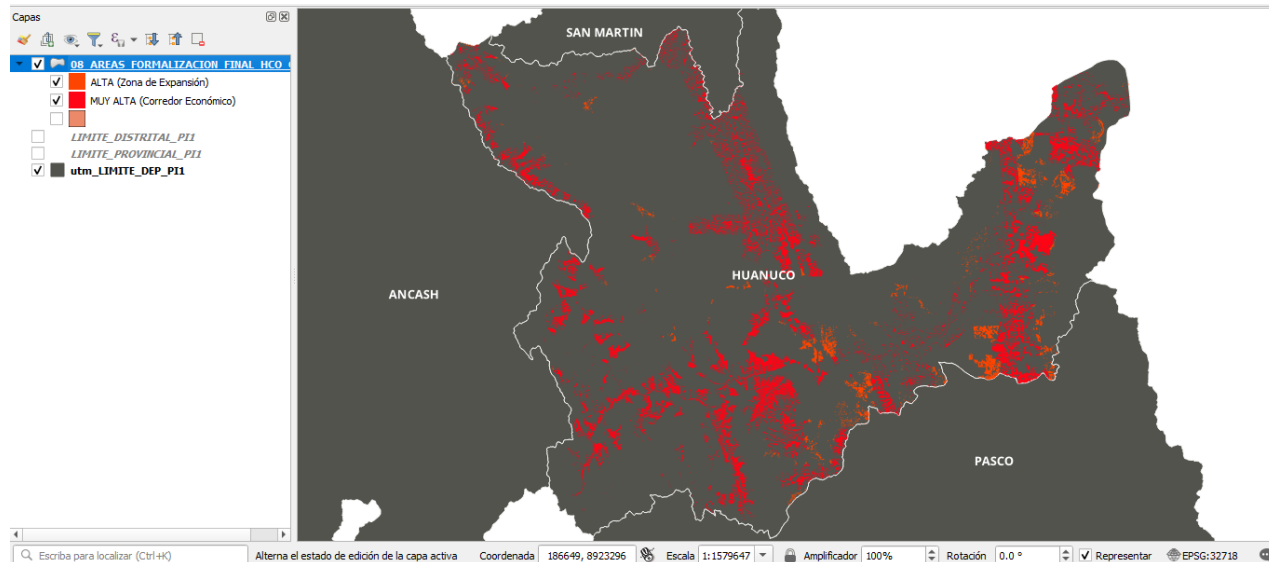 Capas
08_AREAS_FORMALIZACION_FINAL_HCO_
ALTA (Zona de Expansión)
MUY ALTA (Corredor Económico)
LIMITE_DISTRITAL_PI1
LIMITE_PROVINCIAL_PI1
utm_LIMITE_DEP_PI1
SAN MARTIN
HUANUCO
ANCASH
PASCO
Escriba para localizar (Ctrl+K) Alterna el estado de edición de la capa activa Coordenada 186649, 8923296 Escala 1:1579647 Amplificador 100% Rotación 0.0 ° Representar EPSG:32718